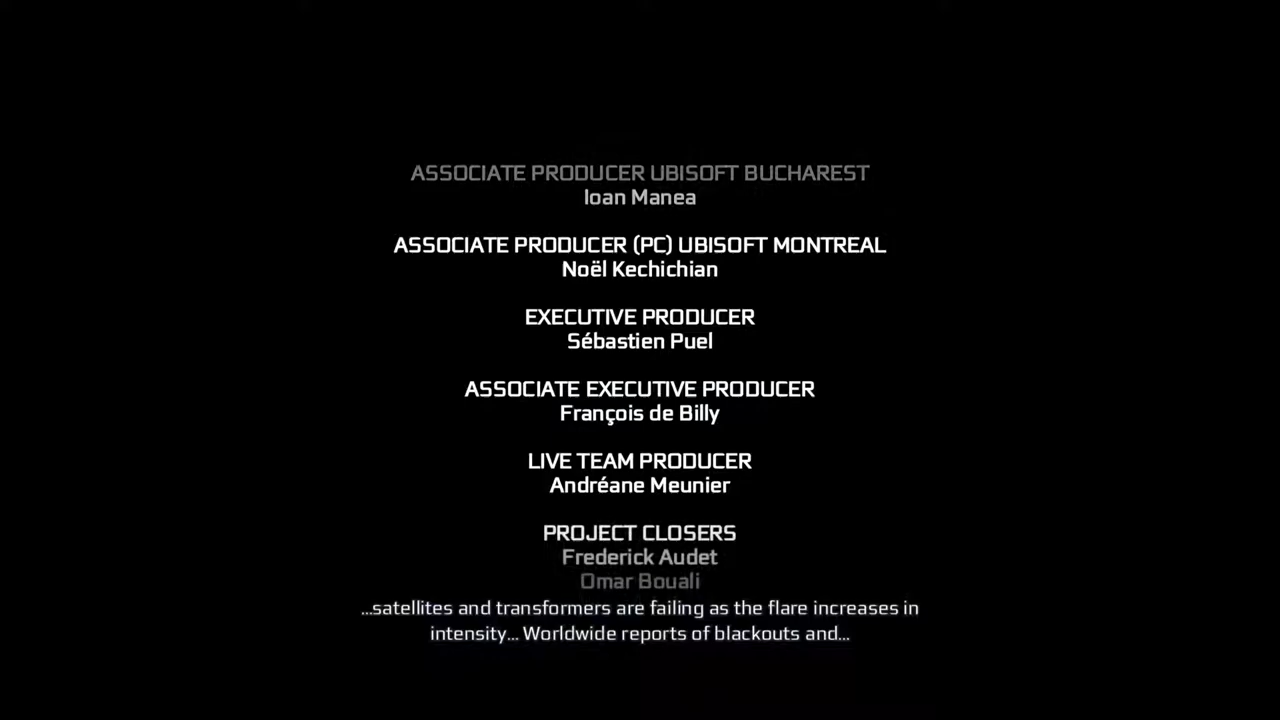 ASSOCIATE PRODUCER UBISOFT BUCHAREST
Ioan Manea
ASSOCIATE PRODUCER (PC) UBISOFT MONTREAL
Noël Kechichian
EXECUTIVE PRODUCER
Sébastien Puel
ASSOCIATE EXECUTIVE PRODUCER
François de Billy
LIVE TEAM PRODUCER
Andréane Meunier
PROJECT CLOSERS
Frederick Audet
Omar Bouali
...satellites and transformers are failing as the flare increases in
intensity... Worldwide reports of blackouts and...